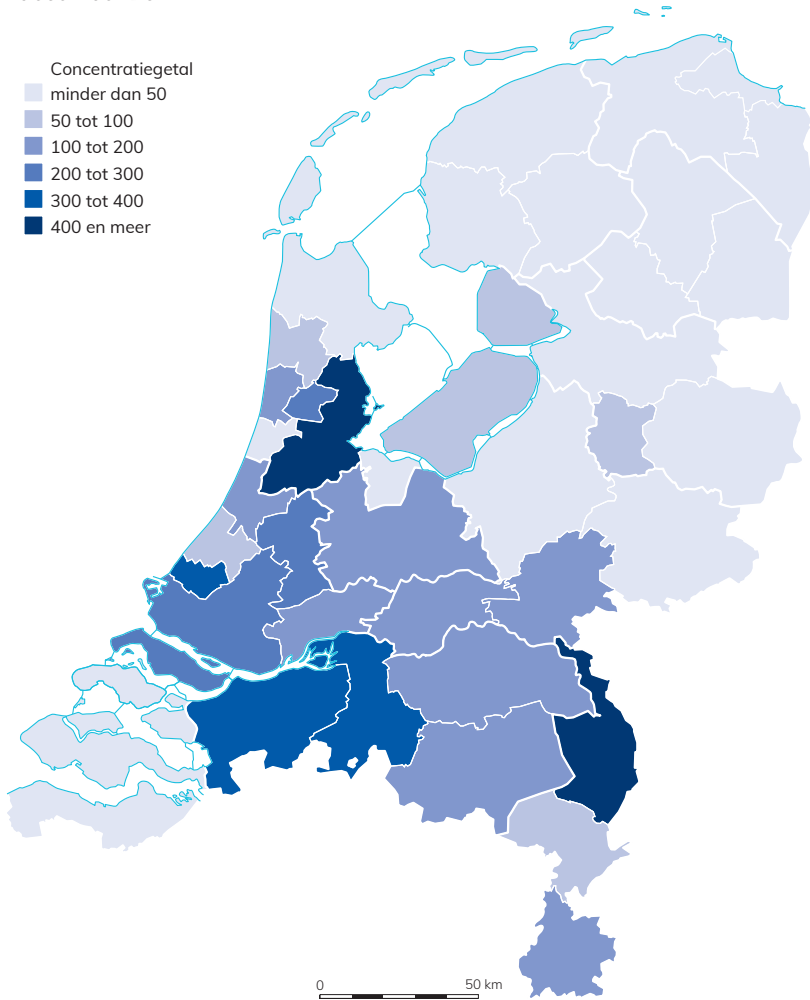 Concentratiegetal
minder dan 50
50 tot 100
100 tot 200
200 tot 300
300 tot 400
400 en meer
0
50 km